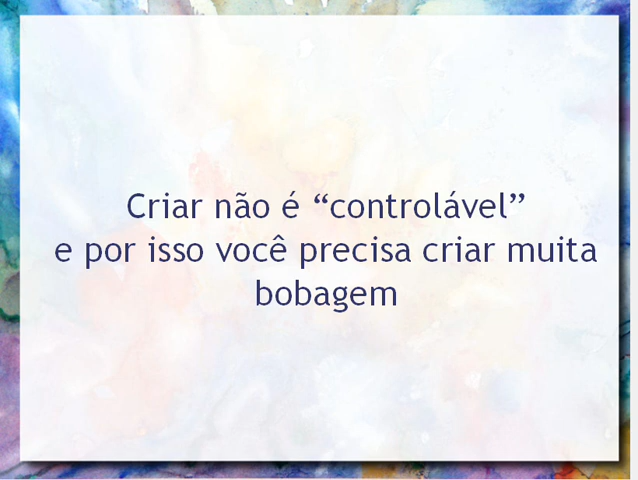 Criar não é “controlável”
e por isso você precisa criar muita
bobagem